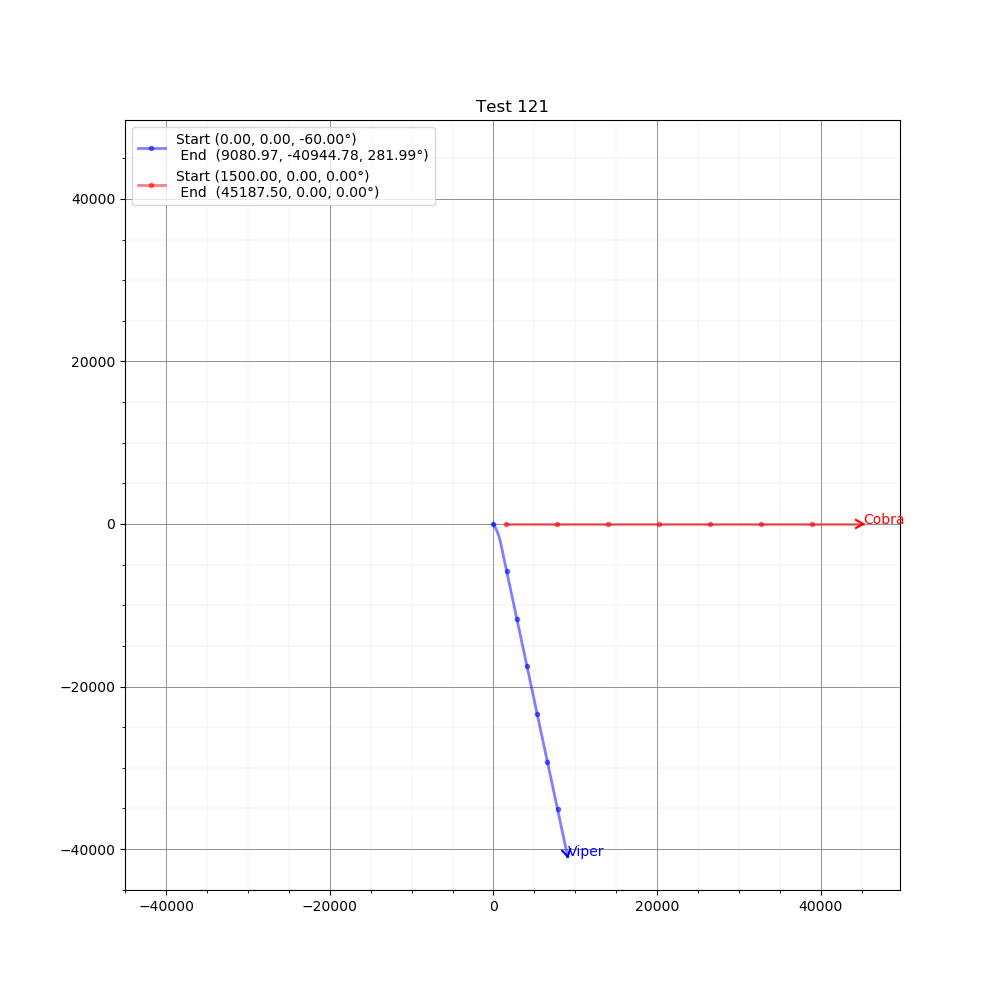 Test 121
Start (0.00, 0.00, -60.00°)
End (9080.97, -40944.78, 281.99°)
Start (1500.00, 0.00, 0.00°)
End (45187.50, 0.00, 0.00°)
40000
20000
0
−20000
−40000
Cobra
Viper
−40000
−20000
0
20000
40000